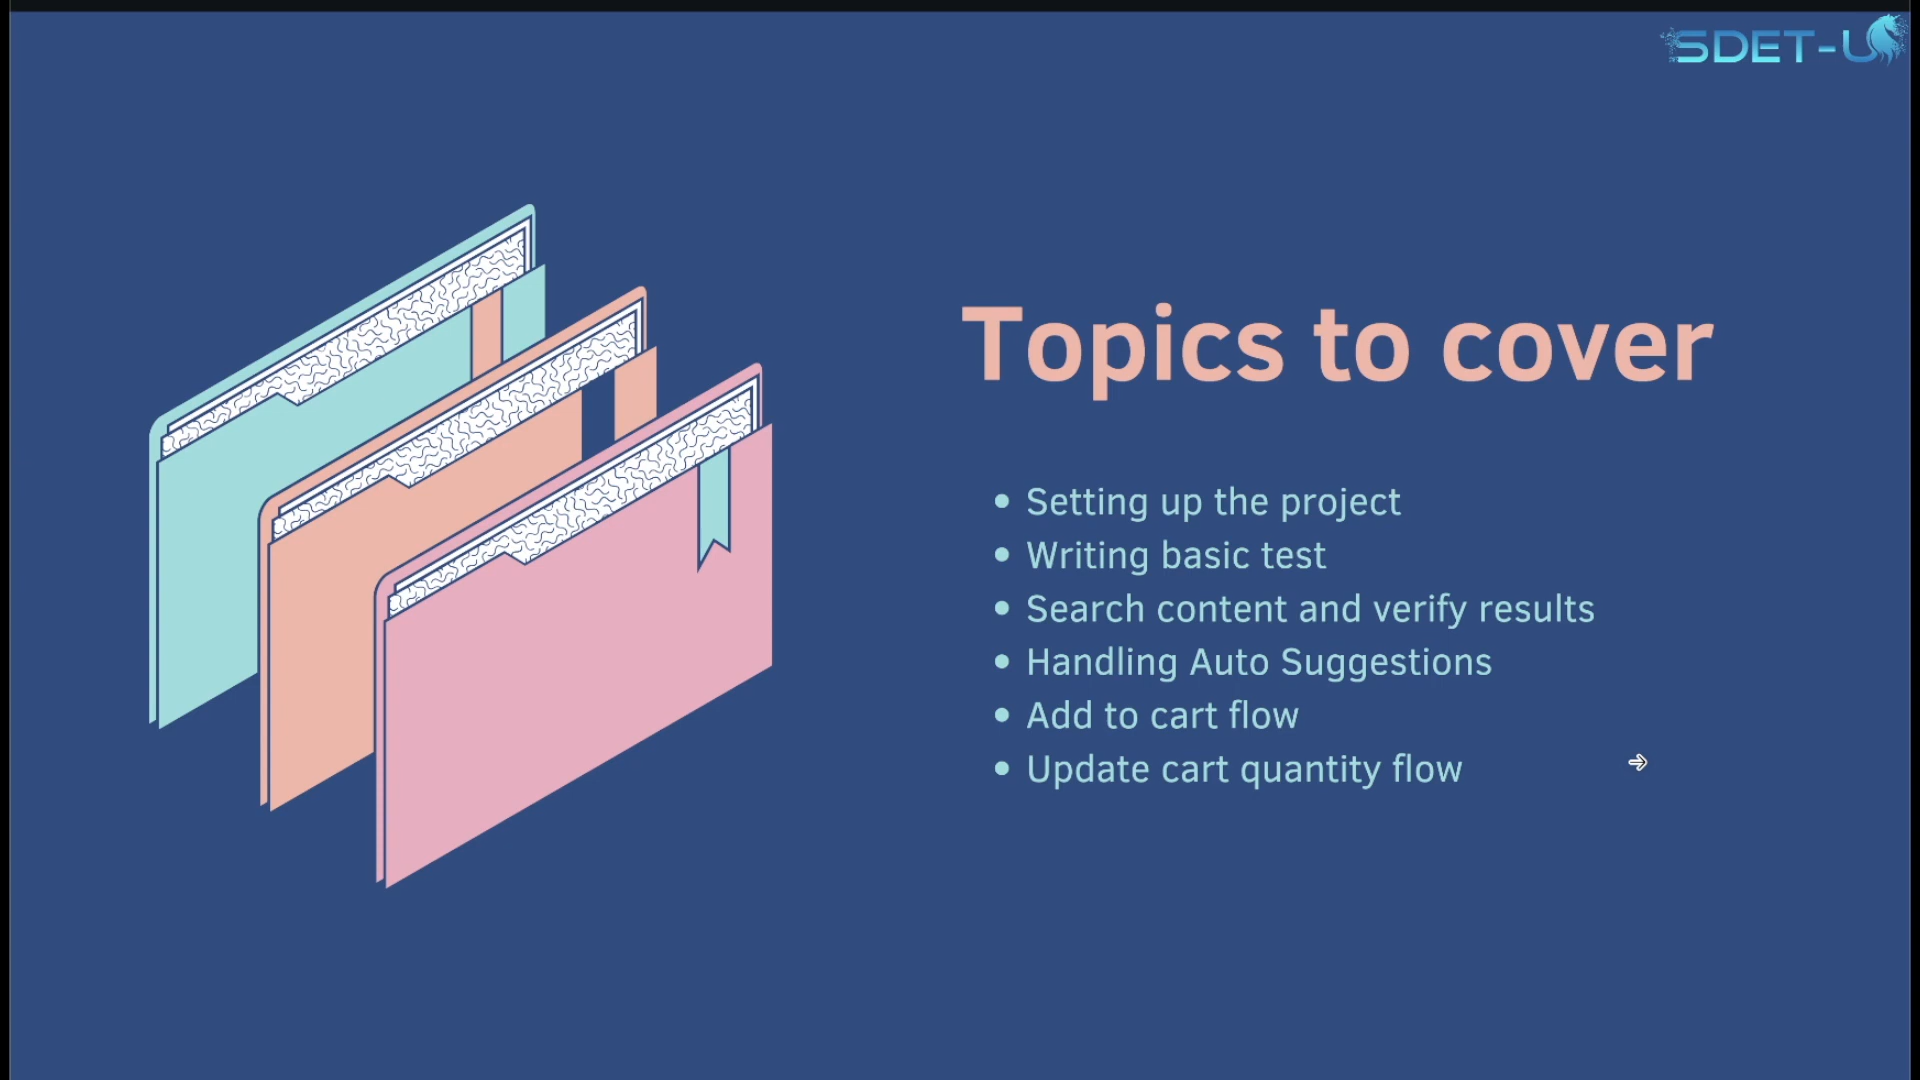 SDET-U
Topics to cover
• Setting up the project
• Writing basic test
• Search content and verify results
• Handling Auto Suggestions
• Add to cart flow
• Update cart quantity flow